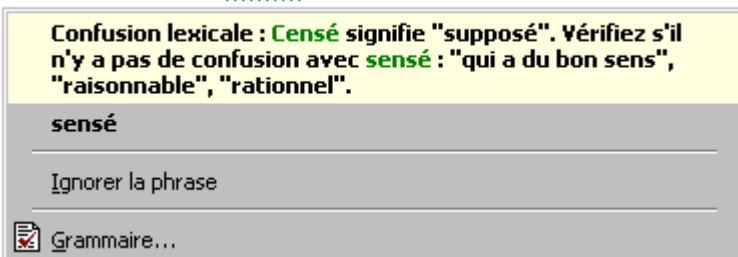 Confusion lexicale : Censé signifie "supposé". Vérifiez s'il
n'y a pas de confusion avec sensé : "qui a du bon sens",
"raisonnable", "rationnel".
sensé
Ignorer la phrase
Grammaire...